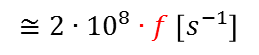 ≅ 2 · 10⁸ · f [s⁻¹]